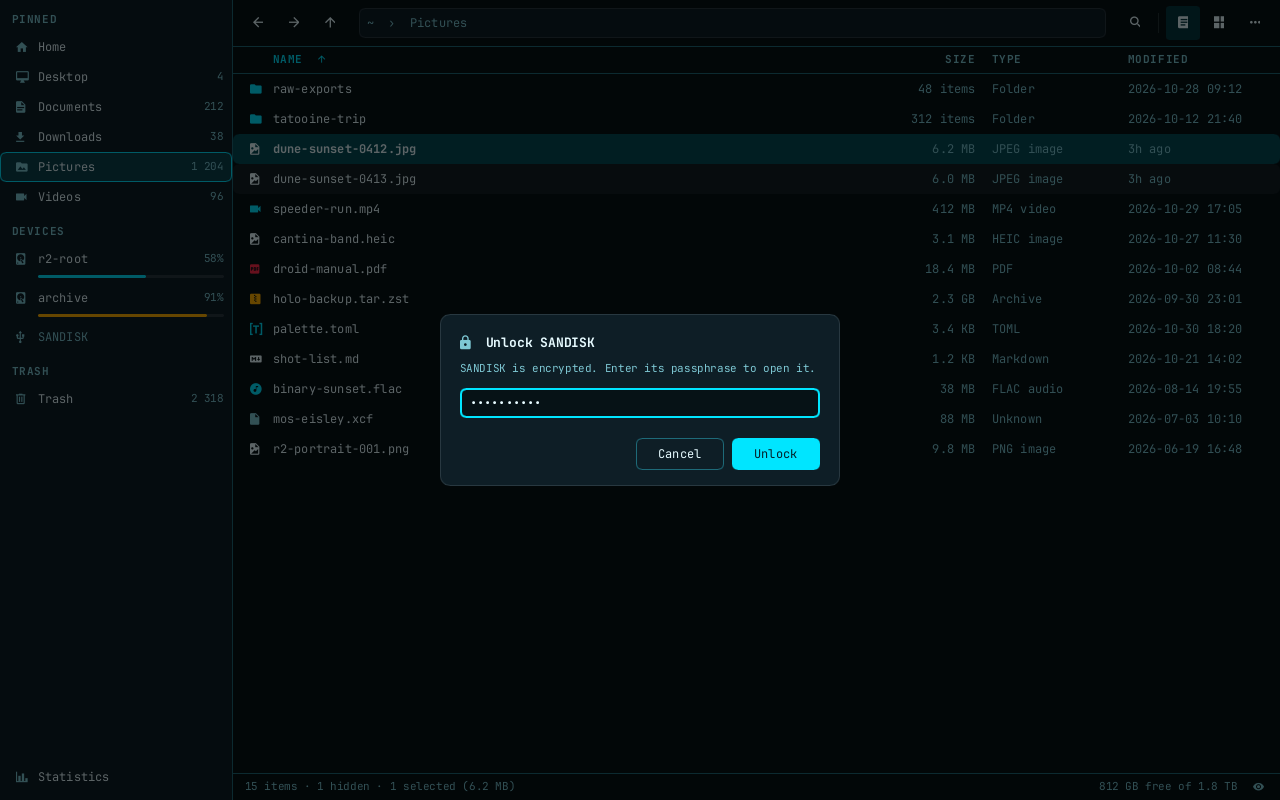 PINNED
Home
Desktop 4
Documents 212
Downloads 38
Pictures 1 204
Videos 96
DEVICES
r2-root 58%
archive 91%
SANDISK
TRASH
Trash 2 318
Statistics
~ › Pictures
NAME ↑ SIZE TYPE MODIFIED
raw-exports 48 items Folder 2026-10-28 09:12
tatooine-trip 312 items Folder 2026-10-12 21:40
dune-sunset-0412.jpg 6.2 MB JPEG image 3h ago
dune-sunset-0413.jpg 6.0 MB JPEG image 3h ago
speeder-run.mp4 412 MB MP4 video 2026-10-29 17:05
cantina-band.heic 3.1 MB HEIC image 2026-10-27 11:30
droid-manual.pdf 18.4 MB PDF 2026-10-02 08:44
holo-backup.tar.zst 2.3 GB Archive 2026-09-30 23:01
palette.toml 3.4 KB TOML 2026-10-30 18:20
shot-list.md 1.2 KB Markdown 2026-10-21 14:02
binary-sunset.flac 38 MB FLAC audio 2026-08-14 19:55
mos-eisley.xcf 88 MB Unknown 2026-07-03 10:10
r2-portrait-001.png 9.8 MB PNG image 2026-06-19 16:48
Unlock SANDISK
SANDISK is encrypted. Enter its passphrase to open it.
••••••••••
Cancel Unlock
15 items · 1 hidden · 1 selected (6.2 MB) 812 GB free of 1.8 TB